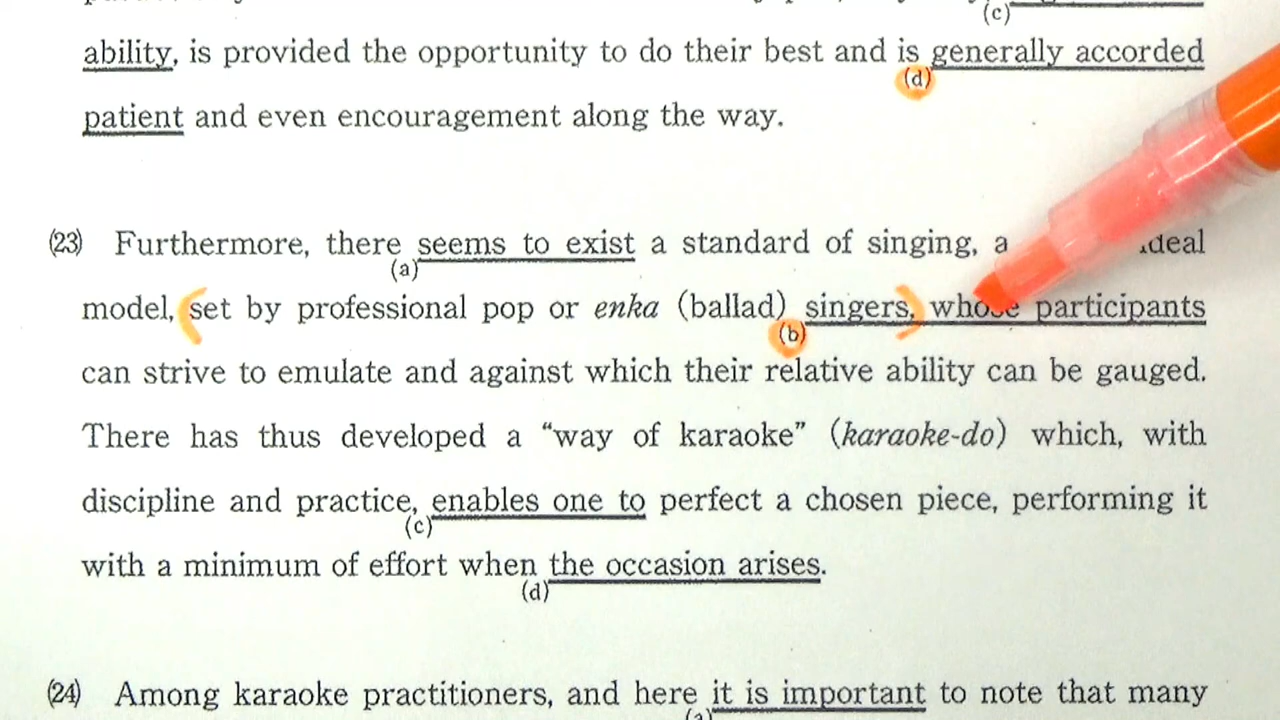 (c)
ability, is provided the opportunity to do their best and is generally accorded
(d)
patient and even encouragement along the way.
(23) Furthermore, there seems to exist a standard of singing, a
(a)
model, set by professional pop or enka (ballad) singers, whose participants
(b)
can strive to emulate and against which their relative ability can be gauged.
There has thus developed a “way of karaoke” (karaoke-do) which, with
discipline and practice, enables one to perfect a chosen piece, performing it
(c)
with a minimum of effort when the occasion arises.
(d)
(24) Among karaoke practitioners, and here it is important to note that many
(a)